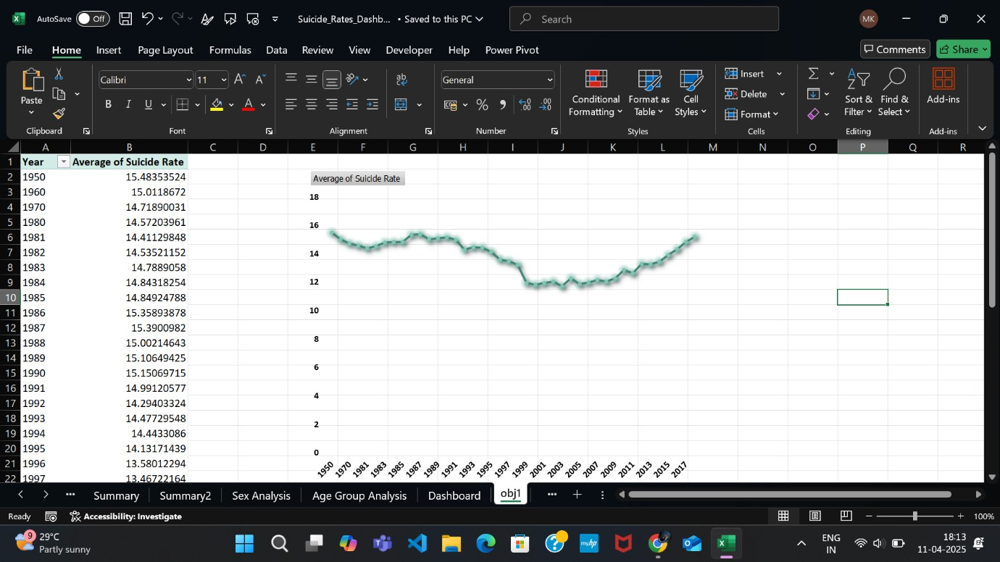 AutoSave Off Suicide_Rates_Dashb... • Saved to this PC Search MK
File Home Insert Page Layout Formulas Data Review View Developer Help Power Pivot Comments Share
Paste Calibri 11 General Conditional Formatting Format as Table Cell Styles Insert Delete Format Sort & Filter Find & Select Add-ins
B I U A ab
Clipboard Font Alignment Number Styles Cells Editing Add-ins
A B C D E F G H I J K L M N O P Q R
1 Year Average of Suicide Rate
2 1950 15.48353524
3 1960 15.0118672
4 1970 14.71890031
5 1980 14.57203961
6 1981 14.41129848
7 1982 14.53521152
8 1983 14.7889058
9 1984 14.84318254
10 1985 14.84924788
11 1986 15.35893878
12 1987 15.3900982
13 1988 15.00214643
14 1989 15.10649425
15 1990 15.15069715
16 1991 14.99120577
17 1992 14.29403324
18 1993 14.47729548
19 1994 14.4433086
20 1995 14.13171439
21 1996 13.58012294
22 1997 13.46722164
Average of Suicide Rate
18
16
14
12
10
8
6
4
2
0
1950 1970 1981 1983 1985 1987 1989 1991 1993 1995 1997 1999 2001 2003 2005 2007 2009 2011 2013 2015 2017
Summary Summary2 Sex Analysis Age Group Analysis Dashboard obj1
Ready Accessibility: Investigate 100%
9 29°C myhp ENG 18:13
Partly sunny IN 11-04-2025